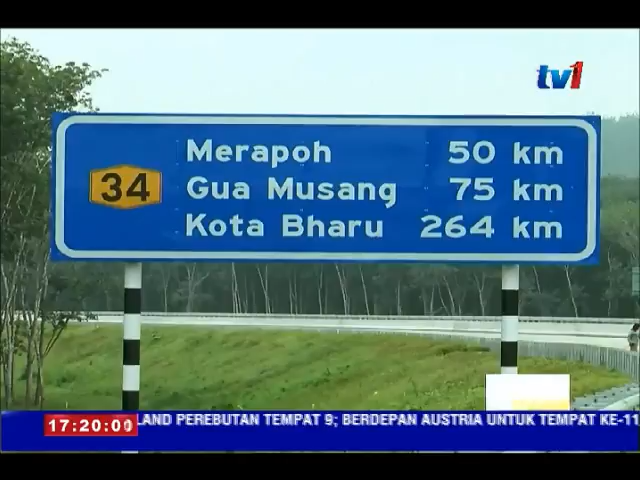 tv1
34
Merapoh 50 km
Gua Musang 75 km
Kota Bharu 264 km
17:20:00
LAND PEREBUTAN TEMPAT 9; BERDEPAN AUSTRIA UNTUK TEMPAT KE-11